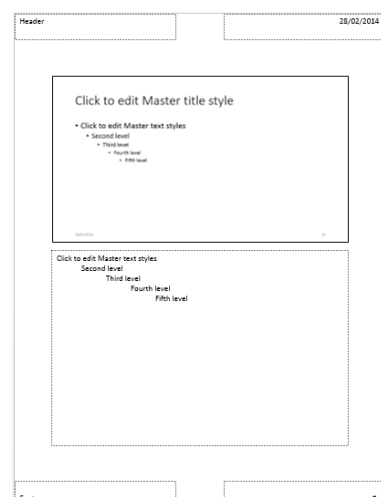 Header
28/02/2014
Click to edit Master title style
• Click to edit Master text styles
• Second level
• Third level
• Fourth level
• Fifth level
Click to edit Master text styles
Second level
Third level
Fourth level
Fifth level